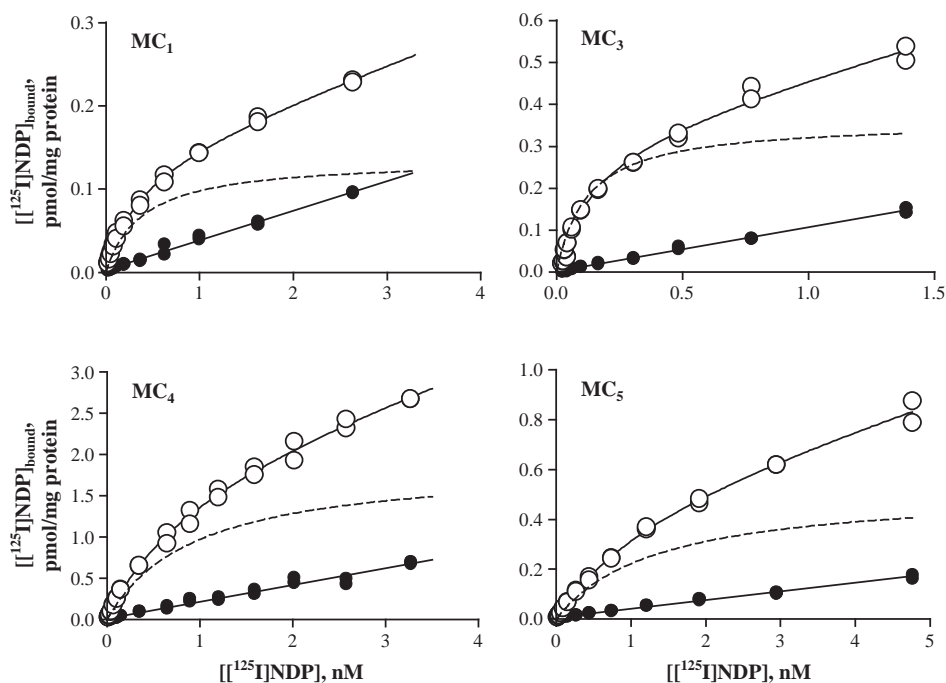 MC₁
MC₃
[[¹²⁵I]NDP]bound,
pmol/mg protein
0.3
0.2
0.1
0.0
0 1 2 3 4
0.6
0.5
0.4
0.3
0.2
0.1
0.0
0.0 0.5 1.0 1.5
MC₄
MC₅
[[¹²⁵I]NDP]bound,
pmol/mg protein
3.0
2.5
2.0
1.5
1.0
0.5
0.0
0 1 2 3 4
[[¹²⁵I]NDP], nM
1.0
0.8
0.6
0.4
0.2
0.0
0 1 2 3 4 5
[[¹²⁵I]NDP], nM